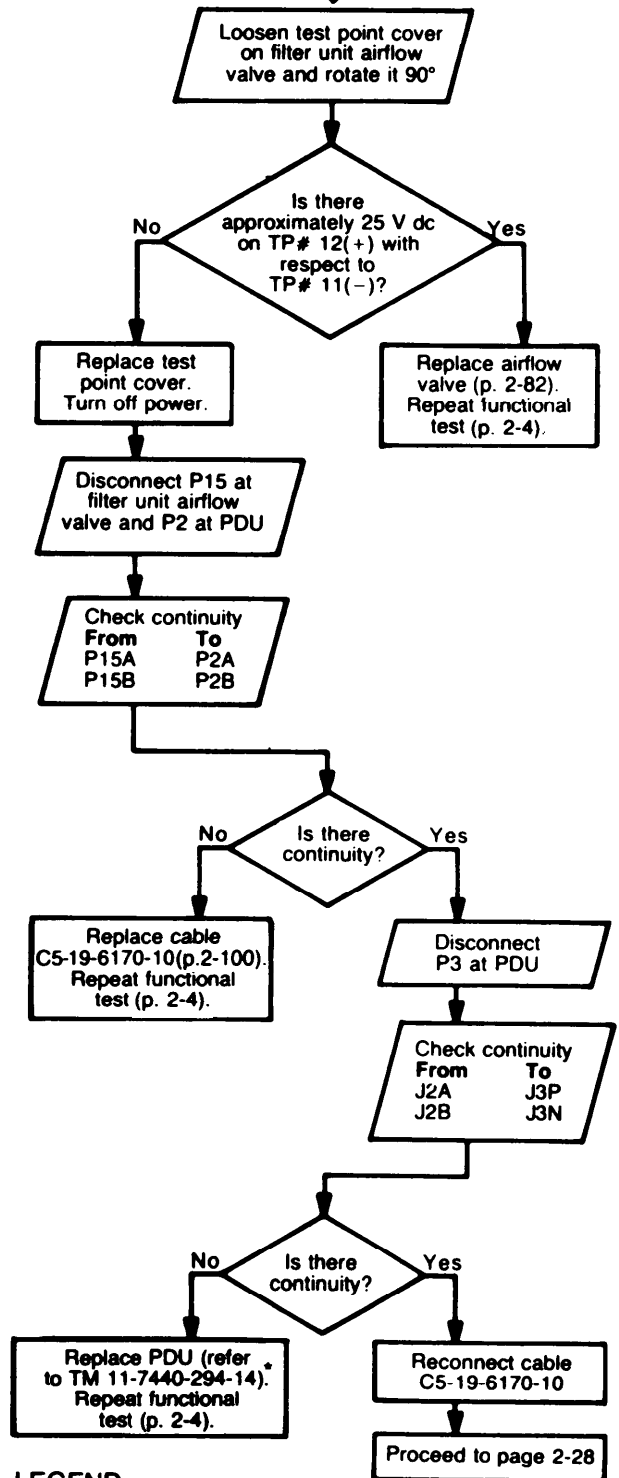 Loosen test point cover
on filter unit airflow
valve and rotate it 90°
Is there
approximately 25 V dc
on TP# 12(+) with
respect to
TP# 11(−)?
No
Yes
Replace test
point cover.
Turn off power.
Replace airflow
valve (p. 2-82).
Repeat functional
test (p. 2-4).
Disconnect P15 at
filter unit airflow
valve and P2 at PDU
Check continuity
From To
P15A P2A
P15B P2B
Is there
continuity?
No
Yes
Replace cable
C5-19-6170-10(p.2-100).
Repeat functional
test (p. 2-4).
Disconnect
P3 at PDU
Check continuity
From To
J2A J3P
J2B J3N
Is there
continuity?
No
Yes
Replace PDU (refer
to TM 11-7440-294-14).*
Repeat functional
test (p. 2-4).
Reconnect cable
C5-19-6170-10
Proceed to page 2-28
LEGEND